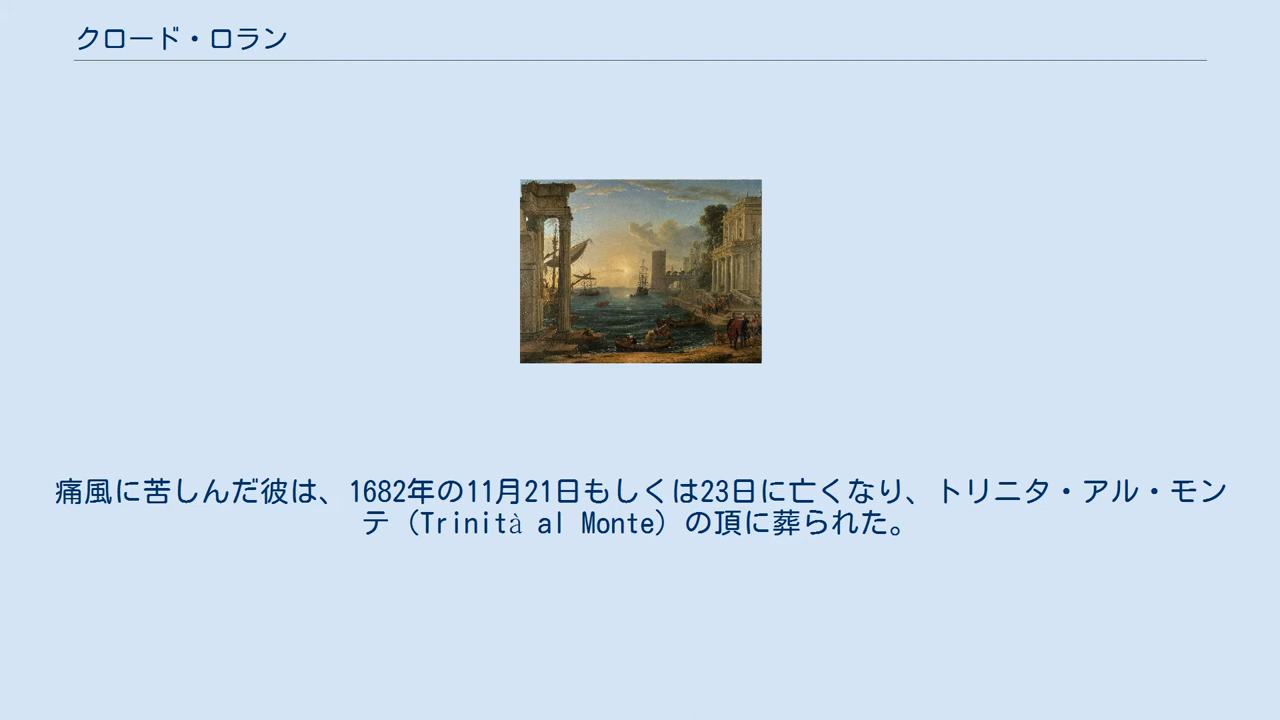 クロード・ロラン
痛風に苦しんだ彼は、1682年の11月21日もしくは23日に亡くなり、トリニタ・アル・モン
テ（Trinità al Monte）の頂に葬られた。